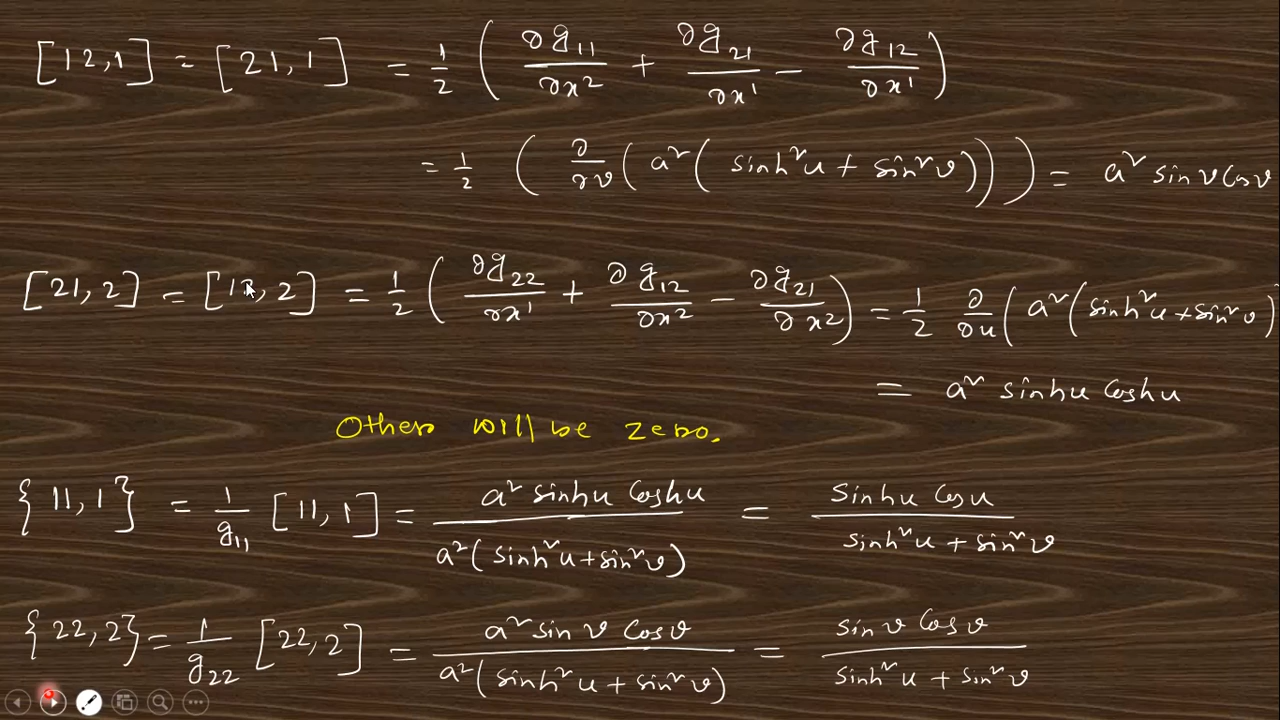 [12,1] = [21,1] = 1/2 ( ∂g₁₁/∂x² + ∂g₂₁/∂x¹ − ∂g₁₂/∂x¹ )
= 1/2 ( ∂/∂v ( a² ( sinh²u + sin²v ) ) ) = a² sin v Cos v
[21,2] = [12,2] = 1/2 ( ∂g₂₂/∂x¹ + ∂g₁₂/∂x² − ∂g₂₁/∂x² ) = 1/2 ∂/∂u ( a² ( sinh²u + sin²v )
= a² sinhu Coshu
Others will be zero.
{11,1} = 1/g₁₁ [11,1] = a² sinhu Coshu / a² ( sinh²u + sin²v ) = Sinhu Cosu / sinh²u + sin²v
{22,2} = 1/g₂₂ [22,2] = a² sin v Cosv / a² ( sinh²u + sin²v ) = sin v Cosv / sinh²u + sin²v